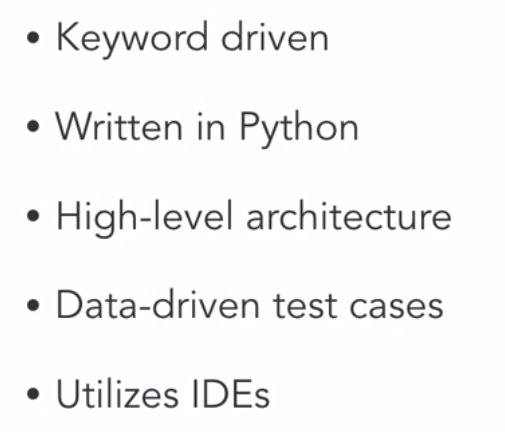 • Keyword driven
• Written in Python
• High-level architecture
• Data-driven test cases
• Utilizes IDEs